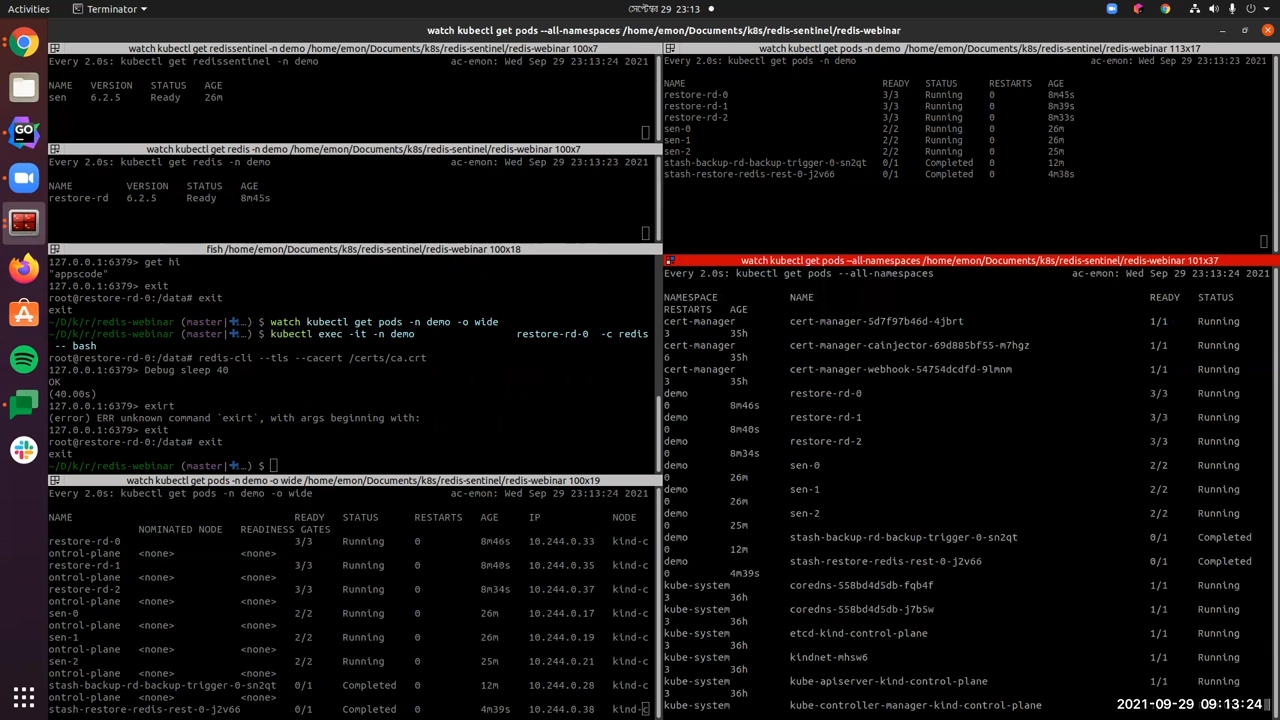 Activities
Terminator
সেপ্টেম্বর 29 23:13
watch kubectl get pods --all-namespaces /home/emon/Documents/k8s/redis-sentinel/redis-webinar
watch kubectl get redissentinel -n demo /home/emon/Documents/k8s/redis-sentinel/redis-webinar 100x7
Every 2.0s: kubectl get redissentinel -n demo ac-emon: Wed Sep 29 23:13:24 2021
NAME VERSION STATUS AGE
sen 6.2.5 Ready 26m
watch kubectl get redis -n demo /home/emon/Documents/k8s/redis-sentinel/redis-webinar 100x7
Every 2.0s: kubectl get redis -n demo ac-emon: Wed Sep 29 23:13:23 2021
NAME VERSION STATUS AGE
restore-rd 6.2.5 Ready 8m45s
fish /home/emon/Documents/k8s/redis-sentinel/redis-webinar 100x18
127.0.0.1:6379> get hi
"appscode"
127.0.0.1:6379> exit
root@restore-rd-0:/data# exit
exit
~/D/k/r/redis-webinar (master|✚1…) $ watch kubectl get pods -n demo -o wide
~/D/k/r/redis-webinar (master|✚1…) $ kubectl exec -it -n demo restore-rd-0 -c redis
-- bash
root@restore-rd-0:/data# redis-cli --tls --cacert /certs/ca.crt
127.0.0.1:6379> Debug sleep 40
OK
(40.00s)
127.0.0.1:6379> exirt
(error) ERR unknown command `exirt`, with args beginning with:
127.0.0.1:6379> exit
root@restore-rd-0:/data# exit
exit
~/D/k/r/redis-webinar (master|✚1…) $
watch kubectl get pods -n demo -o wide /home/emon/Documents/k8s/redis-sentinel/redis-webinar 100x19
Every 2.0s: kubectl get pods -n demo -o wide ac-emon: Wed Sep 29 23:13:24 2021
NAME READY STATUS RESTARTS AGE IP NODE
NOMINATED NODE READINESS GATES
restore-rd-0 3/3 Running 0 8m46s 10.244.0.33 kind-c
ontrol-plane <none> <none>
restore-rd-1 3/3 Running 0 8m40s 10.244.0.35 kind-c
ontrol-plane <none> <none>
restore-rd-2 3/3 Running 0 8m34s 10.244.0.37 kind-c
ontrol-plane <none> <none>
sen-0 2/2 Running 0 26m 10.244.0.17 kind-c
ontrol-plane <none> <none>
sen-1 2/2 Running 0 26m 10.244.0.19 kind-c
ontrol-plane <none> <none>
sen-2 2/2 Running 0 25m 10.244.0.21 kind-c
ontrol-plane <none> <none>
stash-backup-rd-backup-trigger-0-sn2qt 0/1 Completed 0 12m 10.244.0.28 kind-c
ontrol-plane <none> <none>
stash-restore-redis-rest-0-j2v66 0/1 Completed 0 4m39s 10.244.0.38 kind-c
watch kubectl get pods -n demo /home/emon/Documents/k8s/redis-sentinel/redis-webinar 113x17
Every 2.0s: kubectl get pods -n demo ac-emon: Wed Sep 29 23:13:23 2021
NAME READY STATUS RESTARTS AGE
restore-rd-0 3/3 Running 0 8m45s
restore-rd-1 3/3 Running 0 8m39s
restore-rd-2 3/3 Running 0 8m33s
sen-0 2/2 Running 0 26m
sen-1 2/2 Running 0 26m
sen-2 2/2 Running 0 25m
stash-backup-rd-backup-trigger-0-sn2qt 0/1 Completed 0 12m
stash-restore-redis-rest-0-j2v66 0/1 Completed 0 4m38s
watch kubectl get pods --all-namespaces /home/emon/Documents/k8s/redis-sentinel/redis-webinar 101x37
Every 2.0s: kubectl get pods --all-namespaces ac-emon: Wed Sep 29 23:13:24 2021
NAMESPACE NAME READY STATUS
RESTARTS AGE
cert-manager cert-manager-5d7f97b46d-4jbrt 1/1 Running
3 35h
cert-manager cert-manager-cainjector-69d885bf55-m7hgz 1/1 Running
6 35h
cert-manager cert-manager-webhook-54754dcdfd-9lmnm 1/1 Running
3 35h
demo restore-rd-0 3/3 Running
0 8m46s
demo restore-rd-1 3/3 Running
0 8m40s
demo restore-rd-2 3/3 Running
0 8m34s
demo sen-0 2/2 Running
0 26m
demo sen-1 2/2 Running
0 26m
demo sen-2 2/2 Running
0 25m
demo stash-backup-rd-backup-trigger-0-sn2qt 0/1 Completed
0 12m
demo stash-restore-redis-rest-0-j2v66 0/1 Completed
0 4m39s
kube-system coredns-558bd4d5db-fqb4f 1/1 Running
3 36h
kube-system coredns-558bd4d5db-j7b5w 1/1 Running
3 36h
kube-system etcd-kind-control-plane 1/1 Running
3 36h
kube-system kindnet-mhsw6 1/1 Running
3 36h
kube-system kube-apiserver-kind-control-plane 1/1 Running
3 36h
kube-system kube-controller-manager-kind-control-plane 1/1 Running
2021-09-29 09:13:24